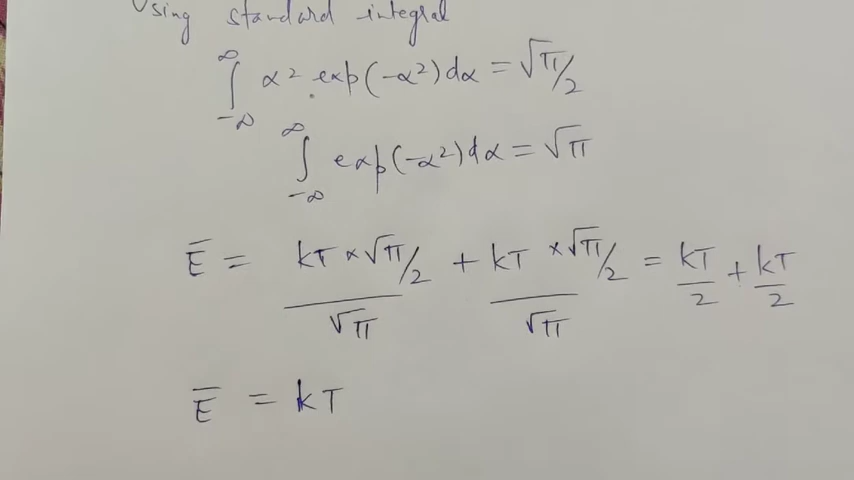 Using standard integral
∞∫-∞ α² exp(-α²)dα = √π/2
∞∫-∞ exp(-α²)dα = √π
E̅ = (kT × √π/2)/√π + (kT × √π/2)/√π = kT/2 + kT/2
E̅ = kT